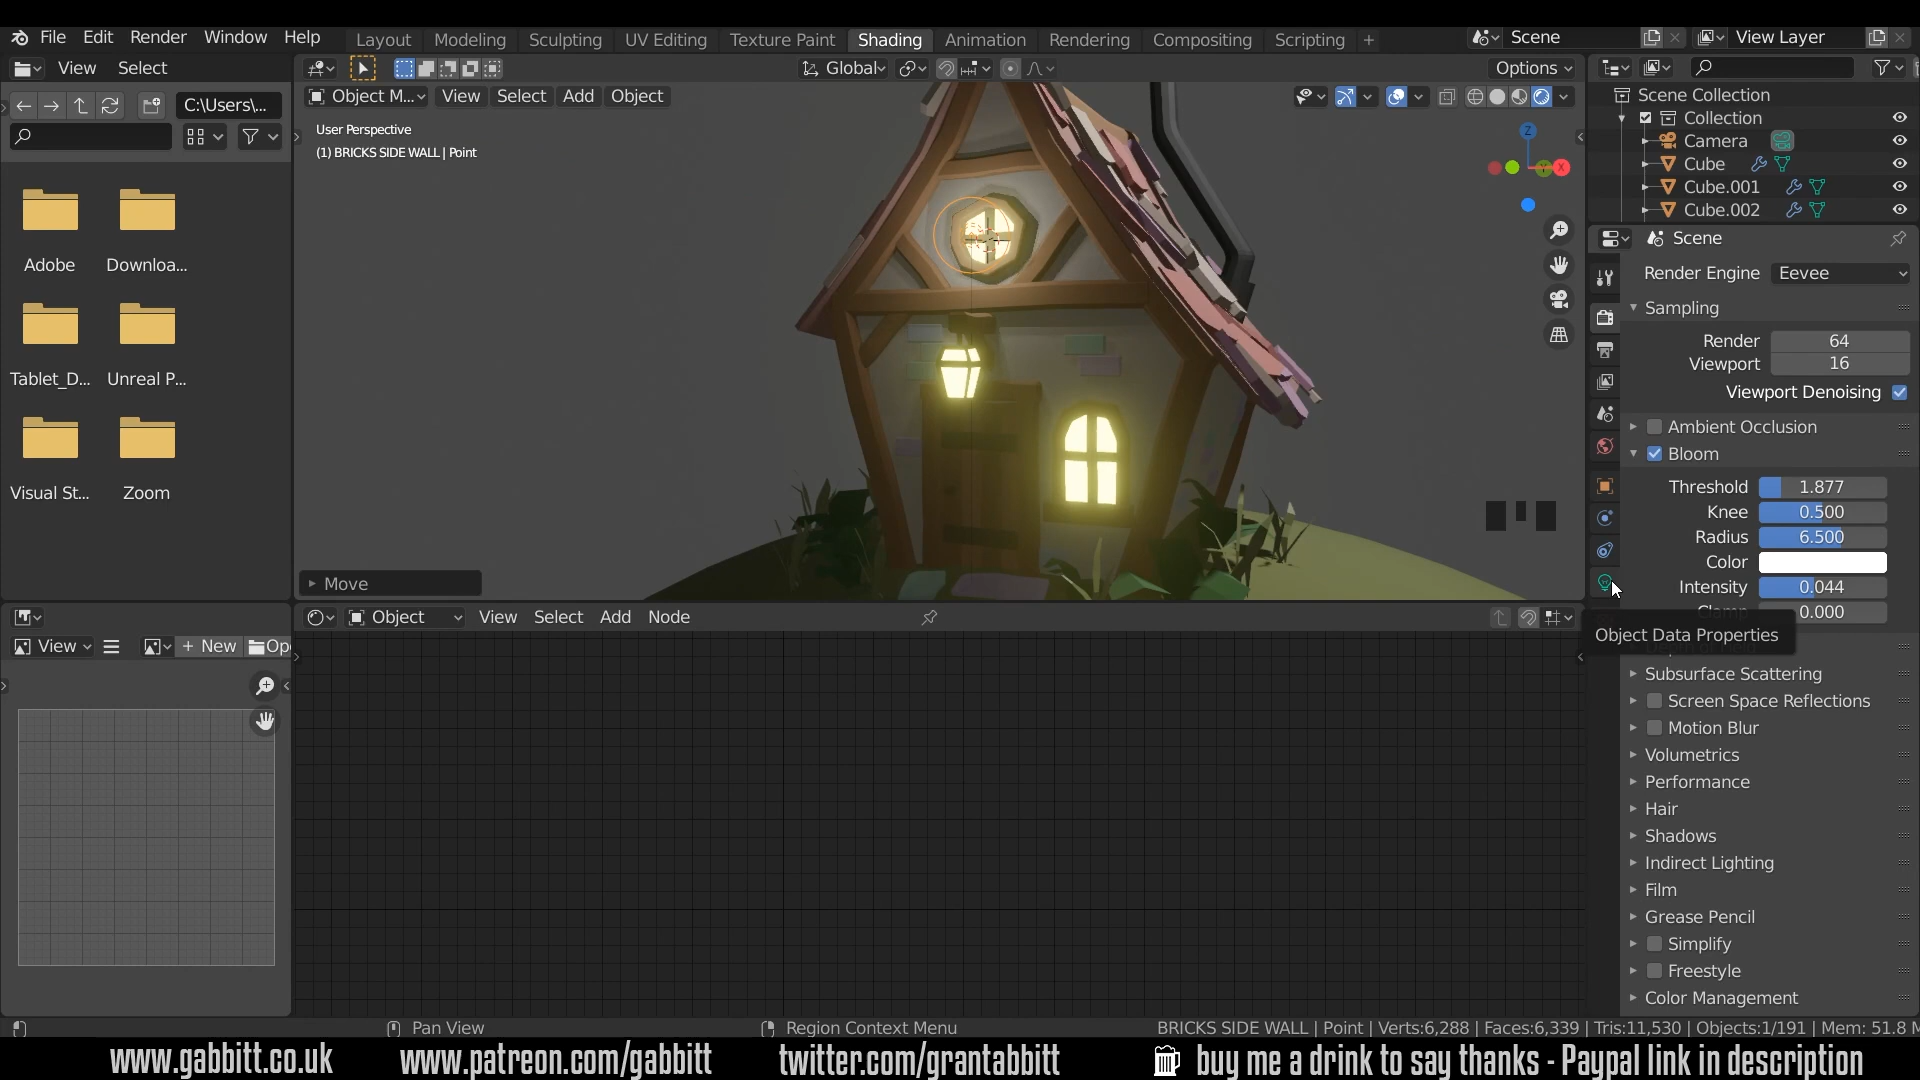 File Edit Render Window Help Layout Modeling Sculpting UV Editing Texture Paint Shading Animation Rendering Compositing Scripting + Scene View Layer
View Select Global Options
C:\Users\... Object M... View Select Add Object
User Perspective
(1) BRICKS SIDE WALL | Point
Z
X
Adobe Downloa...
Tablet_D... Unreal P...
Visual St... Zoom
Move
Scene Collection
Collection
Camera
Cube
Cube.001
Cube.002
Scene
Render Engine Eevee
Sampling
Render 64
Viewport 16
Viewport Denoising
Ambient Occlusion
Bloom
Threshold 1.877
Knee 0.500
Radius 6.500
Color
Intensity 0.044
Clamp 0.000
Object Data Properties
Subsurface Scattering
Screen Space Reflections
Motion Blur
Volumetrics
Performance
Hair
Shadows
Indirect Lighting
Film
Grease Pencil
Simplify
Freestyle
Color Management
Object View Select Add Node
View + New Op
Pan View Region Context Menu BRICKS SIDE WALL | Point | Verts:6,288 | Faces:6,339 | Tris:11,530 | Objects:1/191 | Mem: 51.8 M
www.gabbitt.co.uk www.patreon.com/gabbitt twitter.com/grantabbitt buy me a drink to say thanks - Paypal link in description